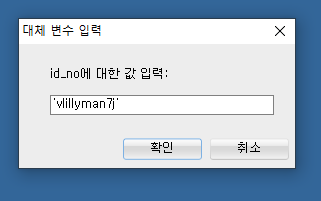 대체 변수 입력
id_no에 대한 값 입력:
'vlillyman7j'
확인
취소